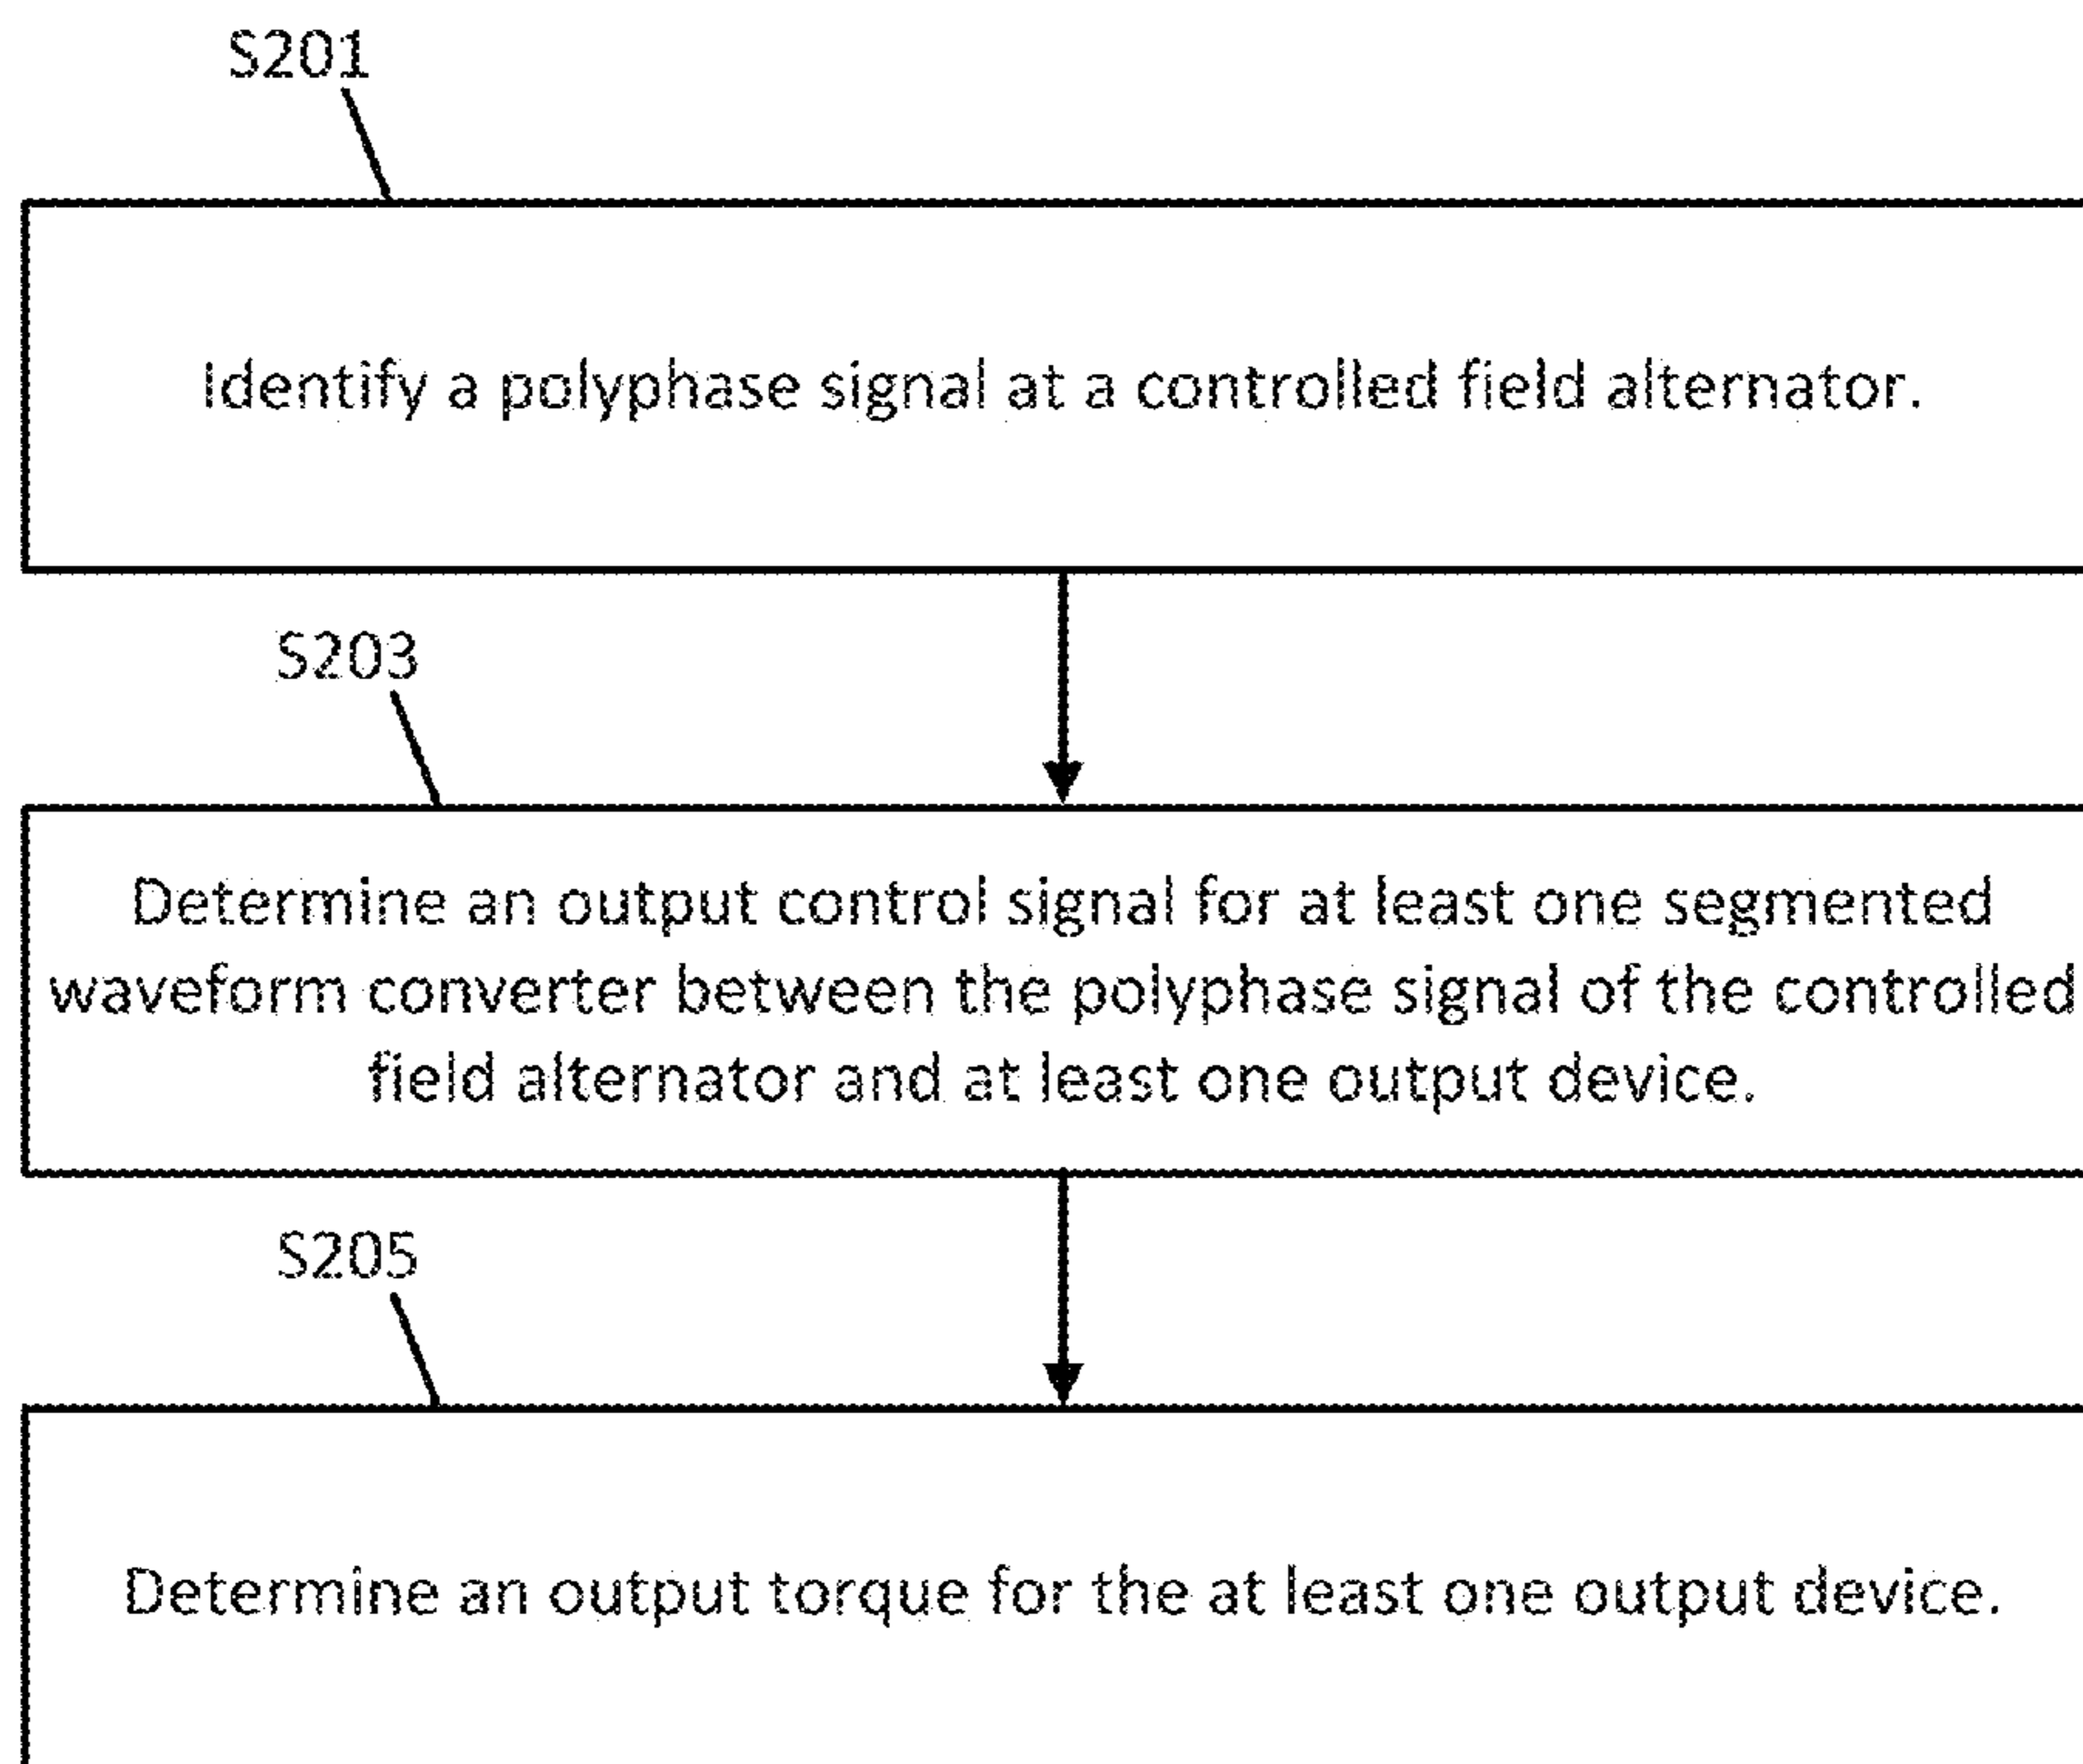 S201
Identify a polyphase signal at a controlled field alternator.
S203
Determine an output control signal for at least one segmented
waveform converter between the polyphase signal of the controlled
field alternator and at least one output device.
S205
Determine an output torque for the at least one output device.